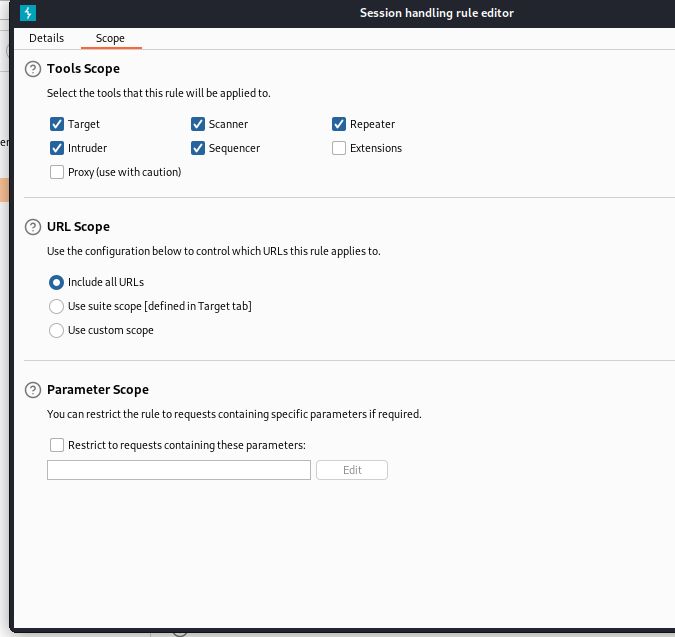 Session handling rule editor
Details Scope
? Tools Scope
Select the tools that this rule will be applied to.
Target Scanner Repeater
Intruder Sequencer Extensions
Proxy (use with caution)
? URL Scope
Use the configuration below to control which URLs this rule applies to.
Include all URLs
Use suite scope [defined in Target tab]
Use custom scope
? Parameter Scope
You can restrict the rule to requests containing specific parameters if required.
Restrict to requests containing these parameters:
Edit